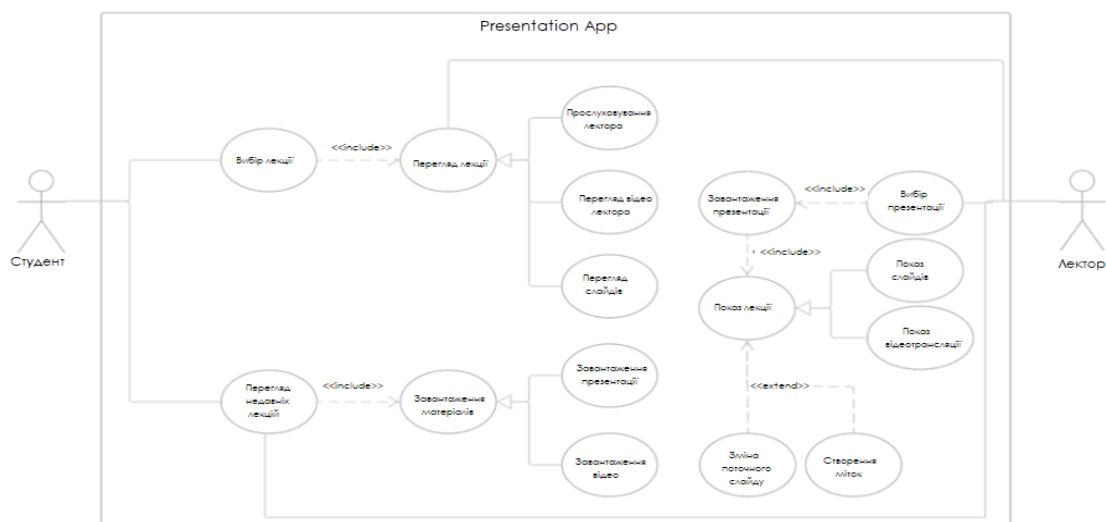 Presentation App
Студент
Лектор
Вибір лекції
<<include>>
Перегляд лекції
Прослуховування
лектора
Перегляд відео
лектора
Перегляд
слайдів
Завантаження
презентації
<<include>>
Вибір
презентації
<<include>>
Показ лекції
Показ
слайдів
Показ
відеотрансляції
Перегляд
недавніх
лекцій
<<include>>
Завантаження
матеріалів
Завантаження
презентації
Завантаження
відео
<<extend>>
Зміна
поточного
слайду
Створення
міток